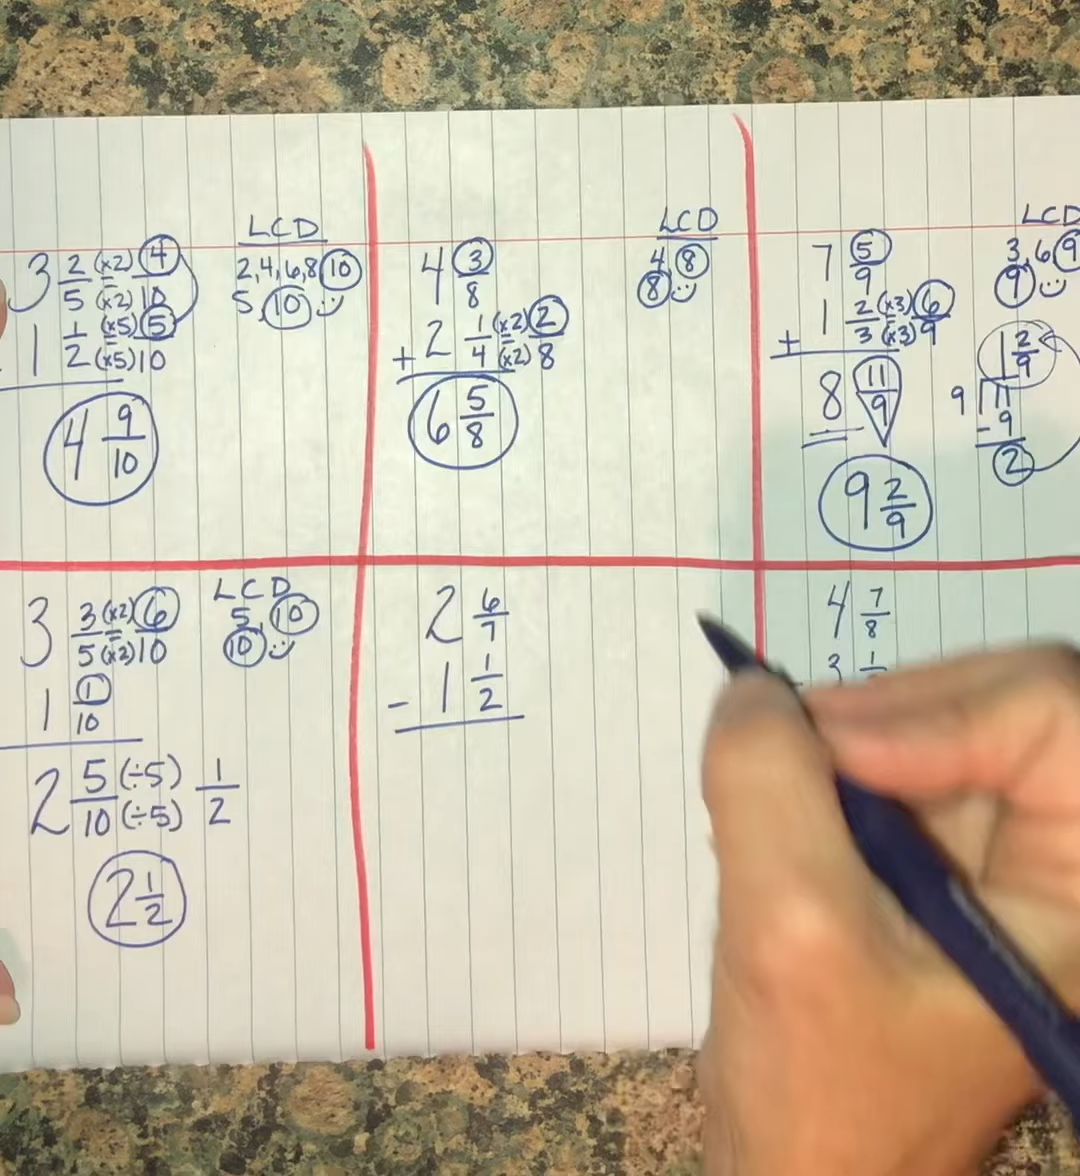 3 2/5 (x2) = 4/10 (x2)
1 1/2 (x5) = 5/10 (x5)
4 9/10
LCD
2,4,6,8,10
5,10
4 3/8
+ 2 1/4 (x2) = 2/8 (x2)
6 5/8
LCD
4,8
8
7 5/9
+ 1 2/3 (x3) = 6/9 (x3)
8 11/9
9 2/9
LCD
3,6,9
9
1 2/9
9 11
-9
2
3 3/5 (x2) = 6/10 (x2)
1 1/10
2 5/10 (÷5) 1/2 (÷5)
2 1/2
LCD
5,10
10
2 6/7
- 1 1/2
4 7/8
3